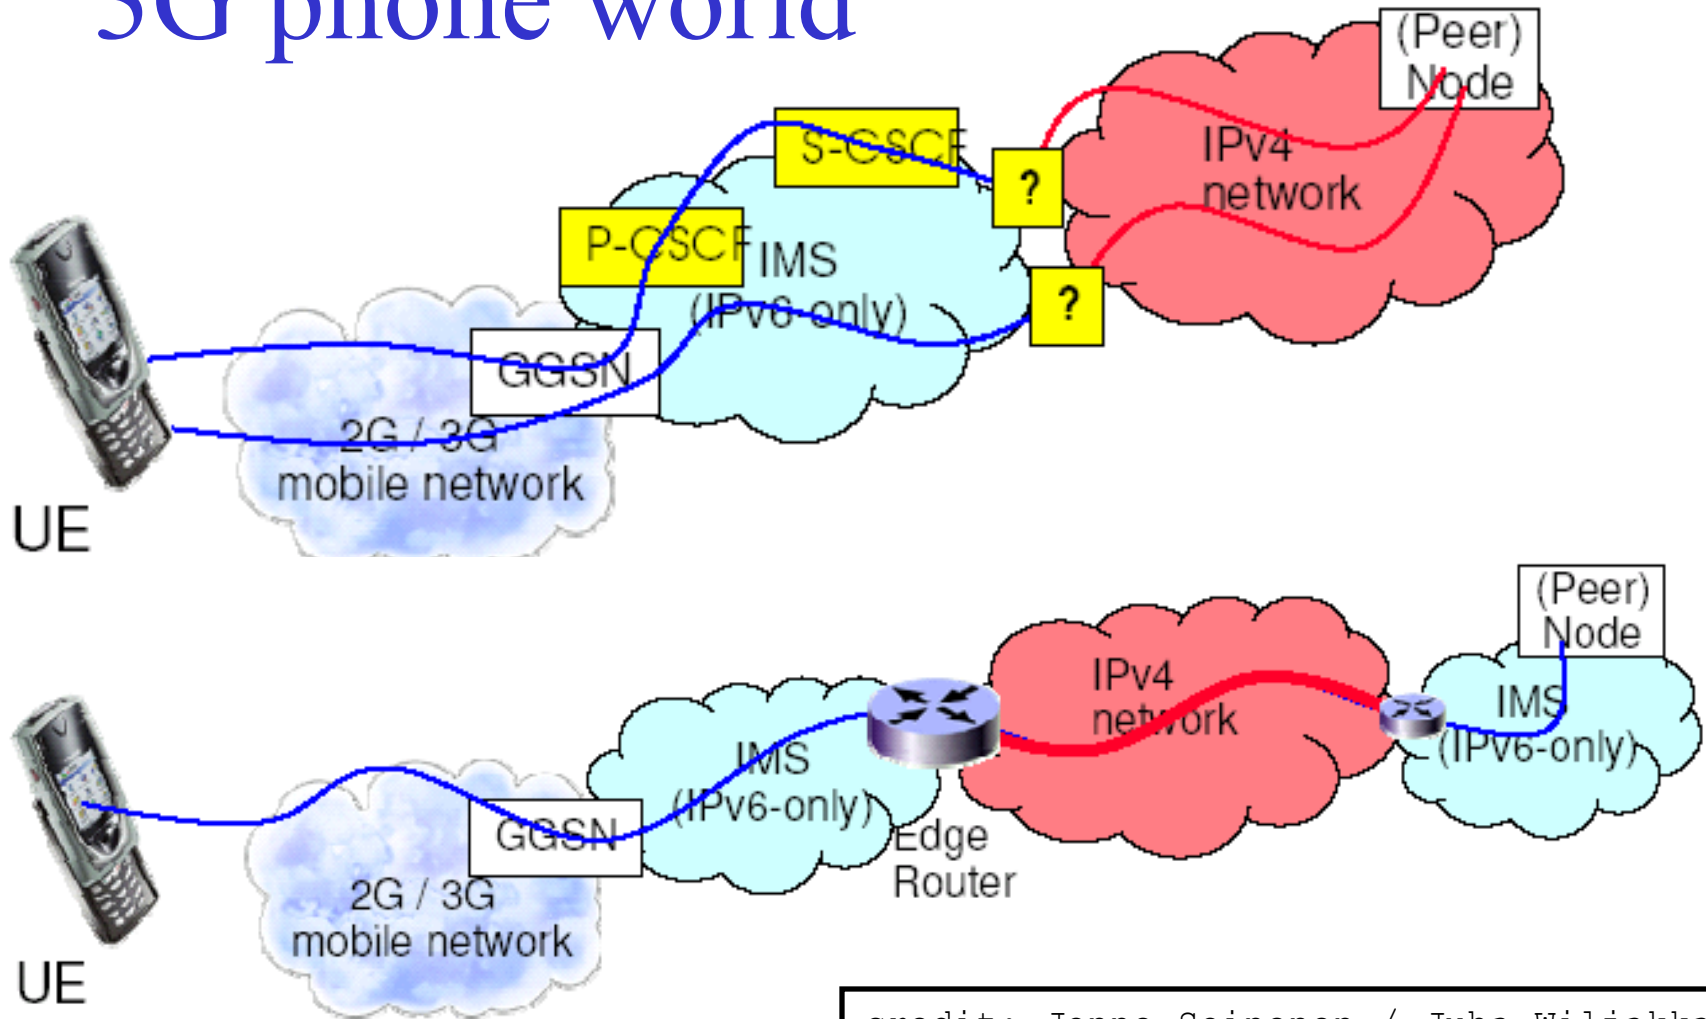 3G phone world
(Peer)
Node
S-CSCF
IPv4
network
?
P-CSCF
IMS
(IPv6-only)
?
GGSN
2G / 3G
mobile network
UE
(Peer)
Node
IPv4
network
IMS
(IPv6-only)
IMS
(IPv6-only)
GGSN
Edge
Router
2G / 3G
mobile network
UE